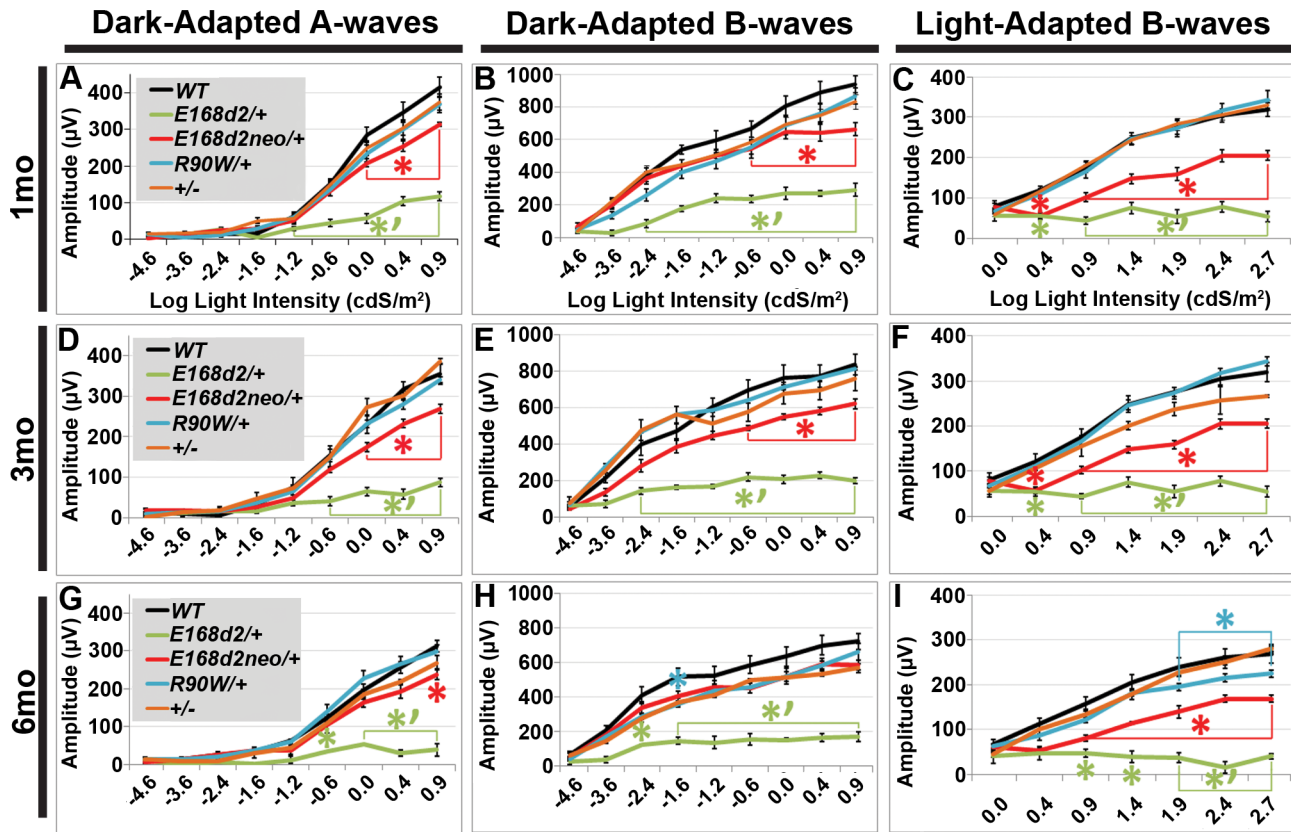 Dark-Adapted A-waves
Dark-Adapted B-waves
Light-Adapted B-waves
1mo
A
Amplitude (µV)
400
300
200
100
0
WT
E168d2/+
E168d2neo/+
R90W/+
+/-
*
*’
-4.6 -3.6 -2.4 -1.6 -1.2 -0.6 0.0 0.4 0.9
Log Light Intensity (cdS/m²)
B
Amplitude (µV)
1000
800
600
400
200
0
*
*’
-4.6 -3.6 -2.4 -1.6 -1.2 -0.6 0.0 0.4 0.9
Log Light Intensity (cdS/m²)
C
Amplitude (µV)
400
300
200
100
0
*
*
*
*’
0.0 0.4 0.9 1.4 1.9 2.4 2.7
Log Light Intensity (cdS/m²)
3mo
D
Amplitude (µV)
400
300
200
100
0
WT
E168d2/+
E168d2neo/+
R90W/+
+/-
*
*’
-4.6 -3.6 -2.4 -1.6 -1.2 -0.6 0.0 0.4 0.9
E
Amplitude (µV)
1000
800
600
400
200
0
*
*’
-4.6 -3.6 -2.4 -1.6 -1.2 -0.6 0.0 0.4 0.9
F
Amplitude (µV)
400
300
200
100
0
*
*
*
*’
0.0 0.4 0.9 1.4 1.9 2.4 2.7
6mo
G
Amplitude (µV)
400
300
200
100
0
WT
E168d2/+
E168d2neo/+
R90W/+
+/-
*
*’
*
-4.6 -3.6 -2.4 -1.6 -1.2 -0.6 0.0 0.4 0.9
H
Amplitude (µV)
1000
800
600
400
200
0
*
*
*’
-4.6 -3.6 -2.4 -1.6 -1.2 -0.6 0.0 0.4 0.9
I
Amplitude (µV)
400
300
200
100
0
*
*
*
*
*’
0.0 0.4 0.9 1.4 1.9 2.4 2.7